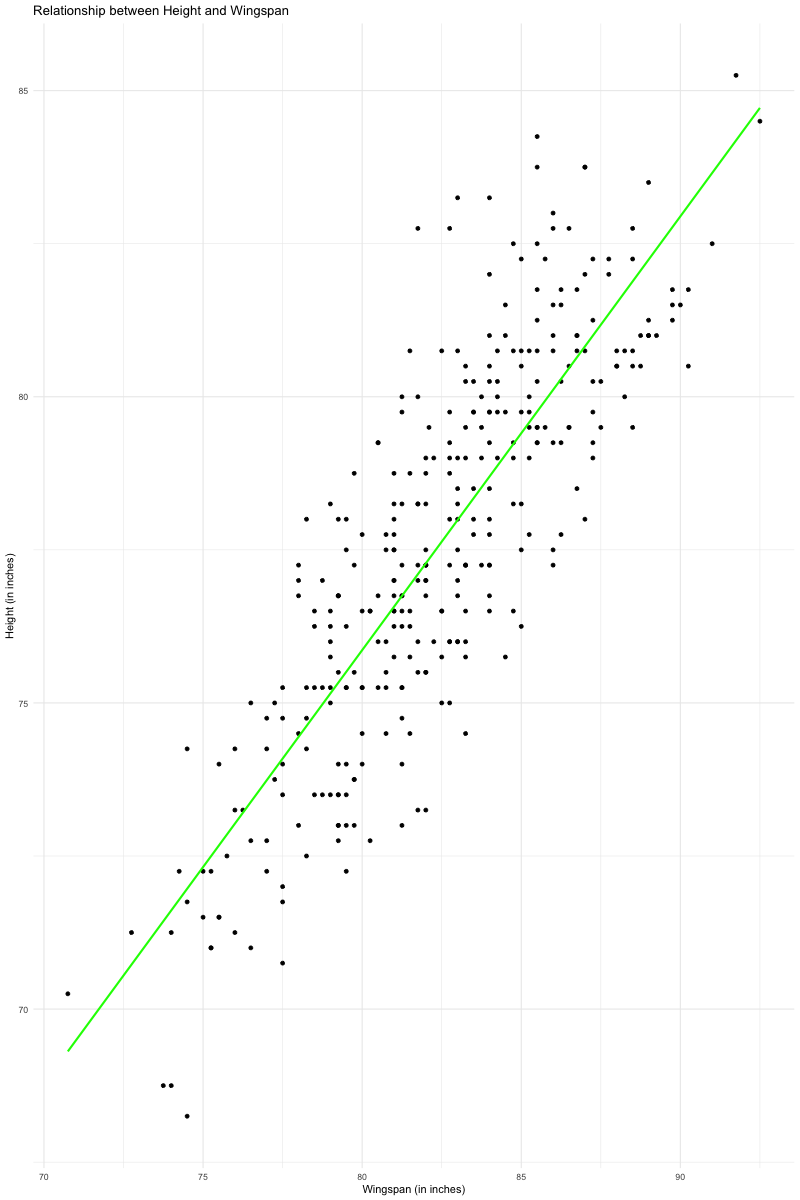 Relationship between Height and Wingspan
85
80
75
70
Height (in inches)
70 75 80 85 90
Wingspan (in inches)